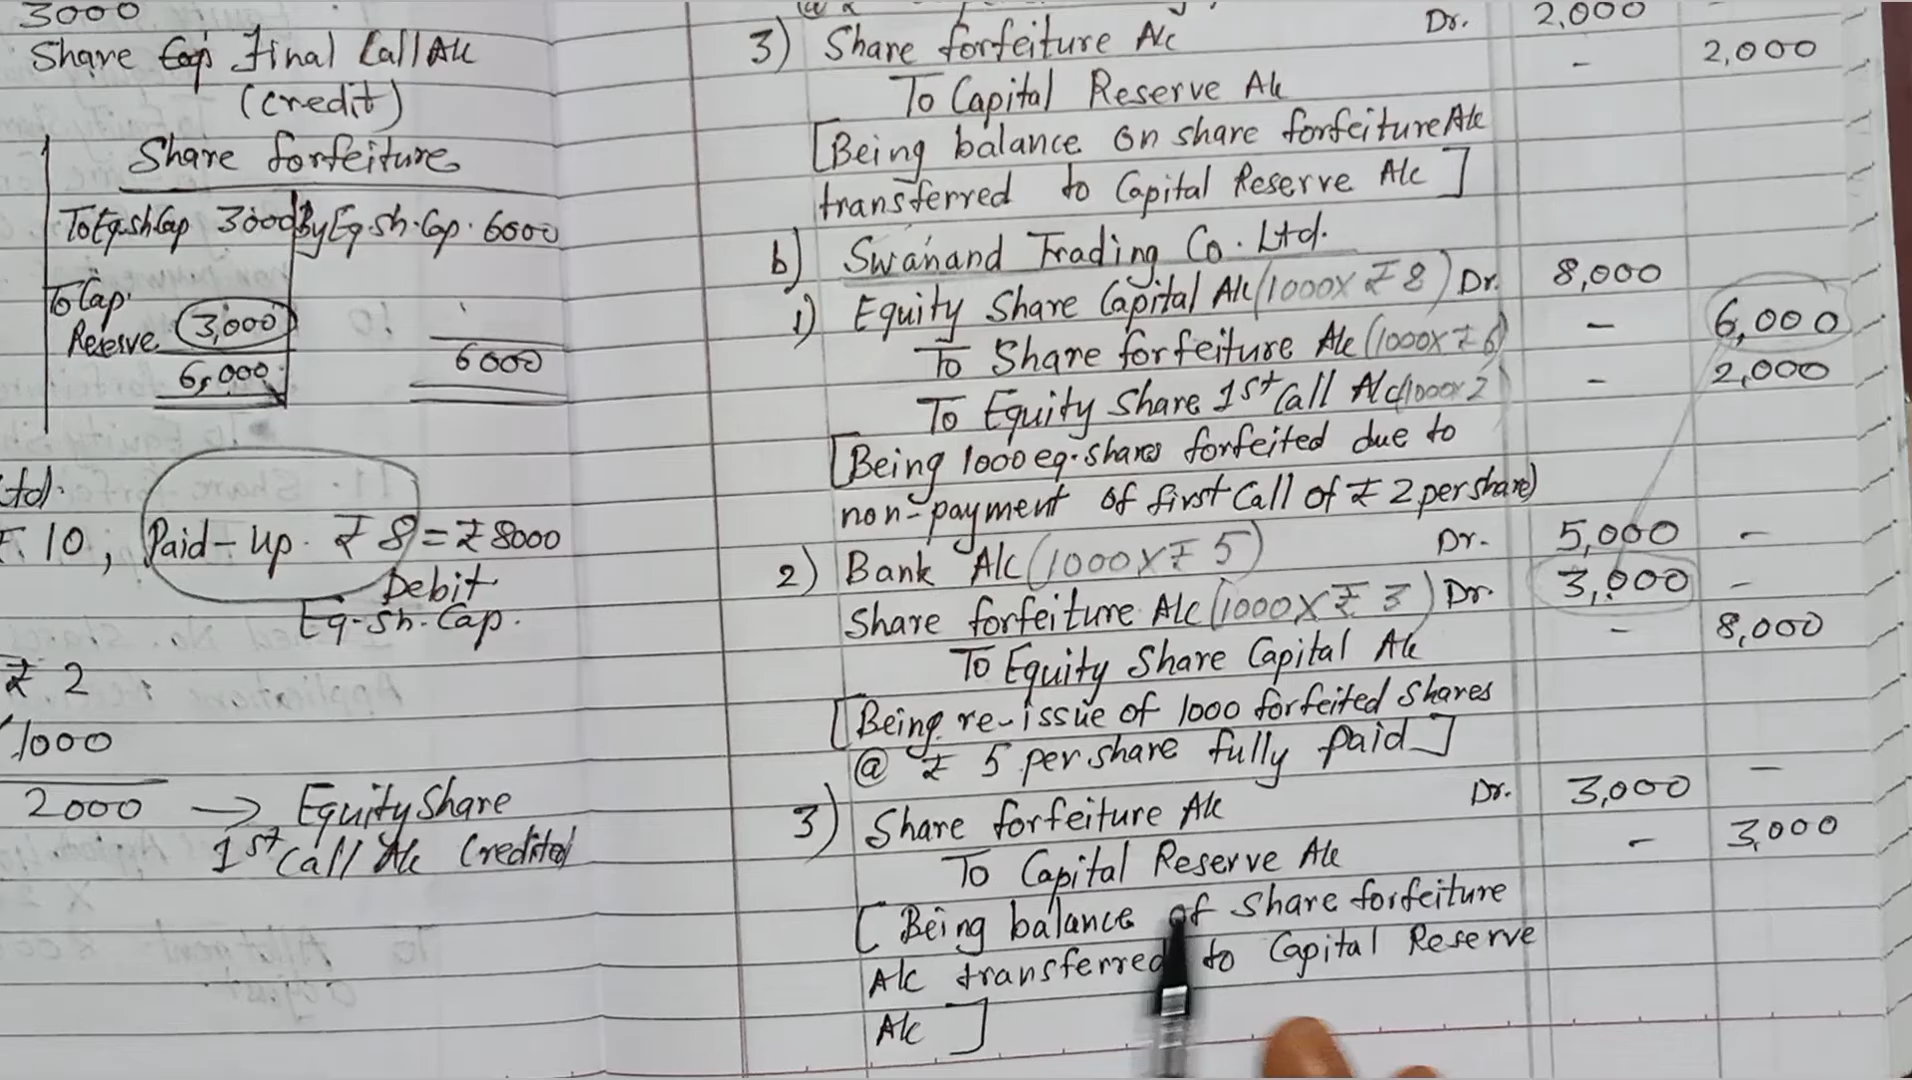 3000
Share Final Call A/c
(Credit)
Share forfeiture
To Eq.sh Cap 3000 By Eq.Sh.Cap. 6000
To Cap.
Reserve 3,000
6,000 6000
Ltd.
₹. 10, Paid-up ₹ 8 = ₹ 8000
Debit
Eq-Sh.Cap.
₹ 2
1000
2000 → Equity Share
1st Call A/c Credited
Dr. 2,000 -
3) Share forfeiture A/c - 2,000
To Capital Reserve A/c
[Being balance on share forfeiture A/c
transferred to Capital Reserve A/c]
b) Swanand Trading Co. Ltd.
1) Equity Share Capital A/c (1000X ₹ 8) Dr. 8,000
To Share forfeiture A/c (1000X ₹ 6) - 6,000
To Equity Share 1st Call A/c (1000x2 - 2,000
[Being 1000 eq. shares forfeited due to
non-payment of first Call of ₹ 2 per share)
2) Bank A/c (1000X ₹ 5) Dr. 5,000 -
Share forfeiture A/c (1000X ₹ 3) Dr. 3,000 -
To Equity Share Capital A/c - 8,000
[Being re-issue of 1000 forfeited shares
@ ₹ 5 per share fully paid]
3) Share forfeiture A/c Dr. 3,000 -
To Capital Reserve A/c - 3,000
[Being balance of Share forfeiture
A/c transferred to Capital Reserve
A/c]